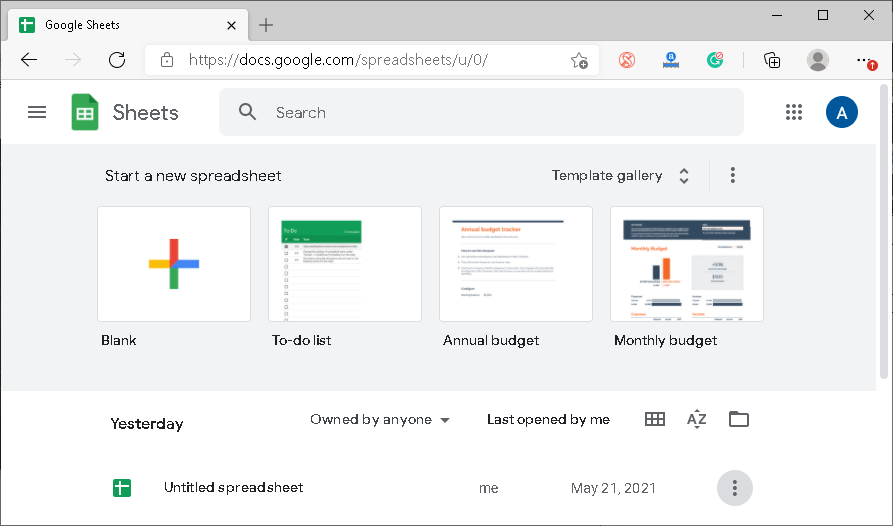 Google Sheets
https://docs.google.com/spreadsheets/u/0/
Sheets
Search
A
Start a new spreadsheet
Template gallery
To Do
Annual budget tracker
Monthly Budget
Blank
To-do list
Annual budget
Monthly budget
Yesterday
Owned by anyone
Last opened by me
AZ
Untitled spreadsheet
me
May 21, 2021